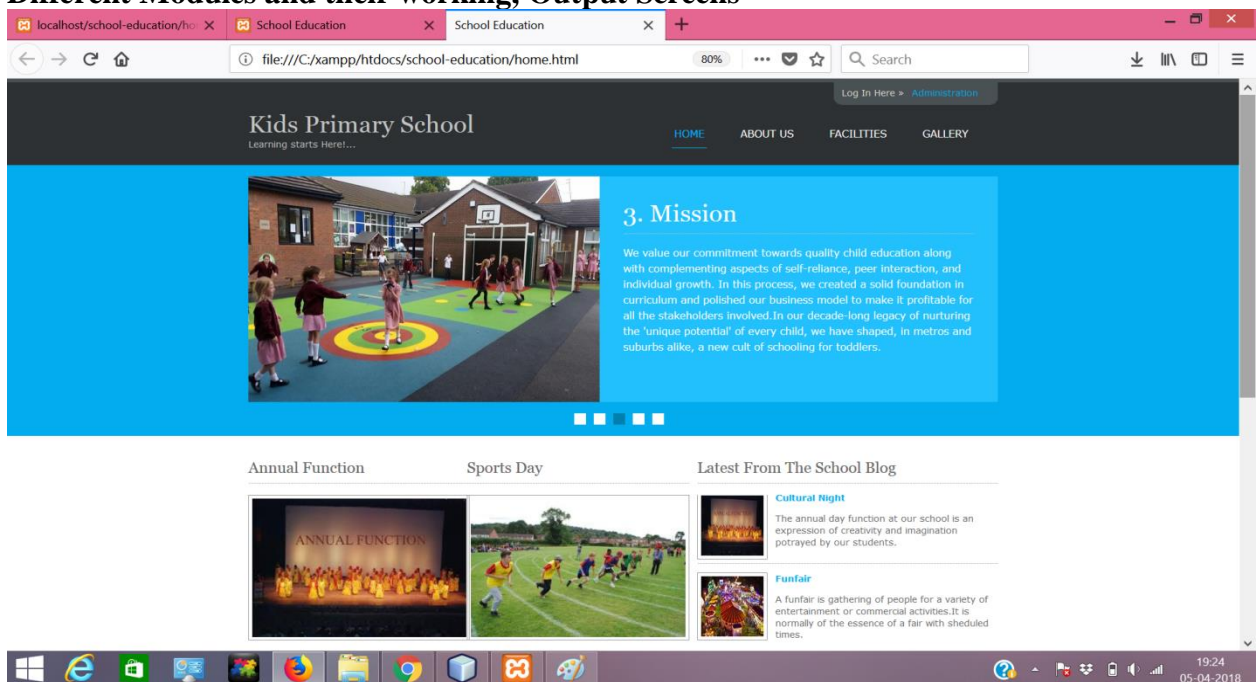 Different Modules and their working, Output Screens
localhost/school-education/ho
School Education
School Education
file:///C:/xampp/htdocs/school-education/home.html
80%
Search
Log In Here » Administration
Kids Primary School
Learning starts Here!...
HOME ABOUT US FACILITIES GALLERY
3. Mission
We value our commitment towards quality child education along
with complementing aspects of self-reliance, peer interaction, and
individual growth. In this process, we created a solid foundation in
curriculum and polished our business model to make it profitable for
all the stakeholders involved.In our decade-long legacy of nurturing
the 'unique potential' of every child, we have shaped, in metros and
suburbs alike, a new cult of schooling for toddlers.
Annual Function
Sports Day
Latest From The School Blog
ANNUAL FUNCTION
Cultural Night
The annual day function at our school is an
expression of creativity and imagination
potrayed by our students.
Funfair
A funfair is gathering of people for a variety of
entertainment or commercial activities.It is
normally of the essence of a fair with sheduled
times.
19:24
05-04-2018